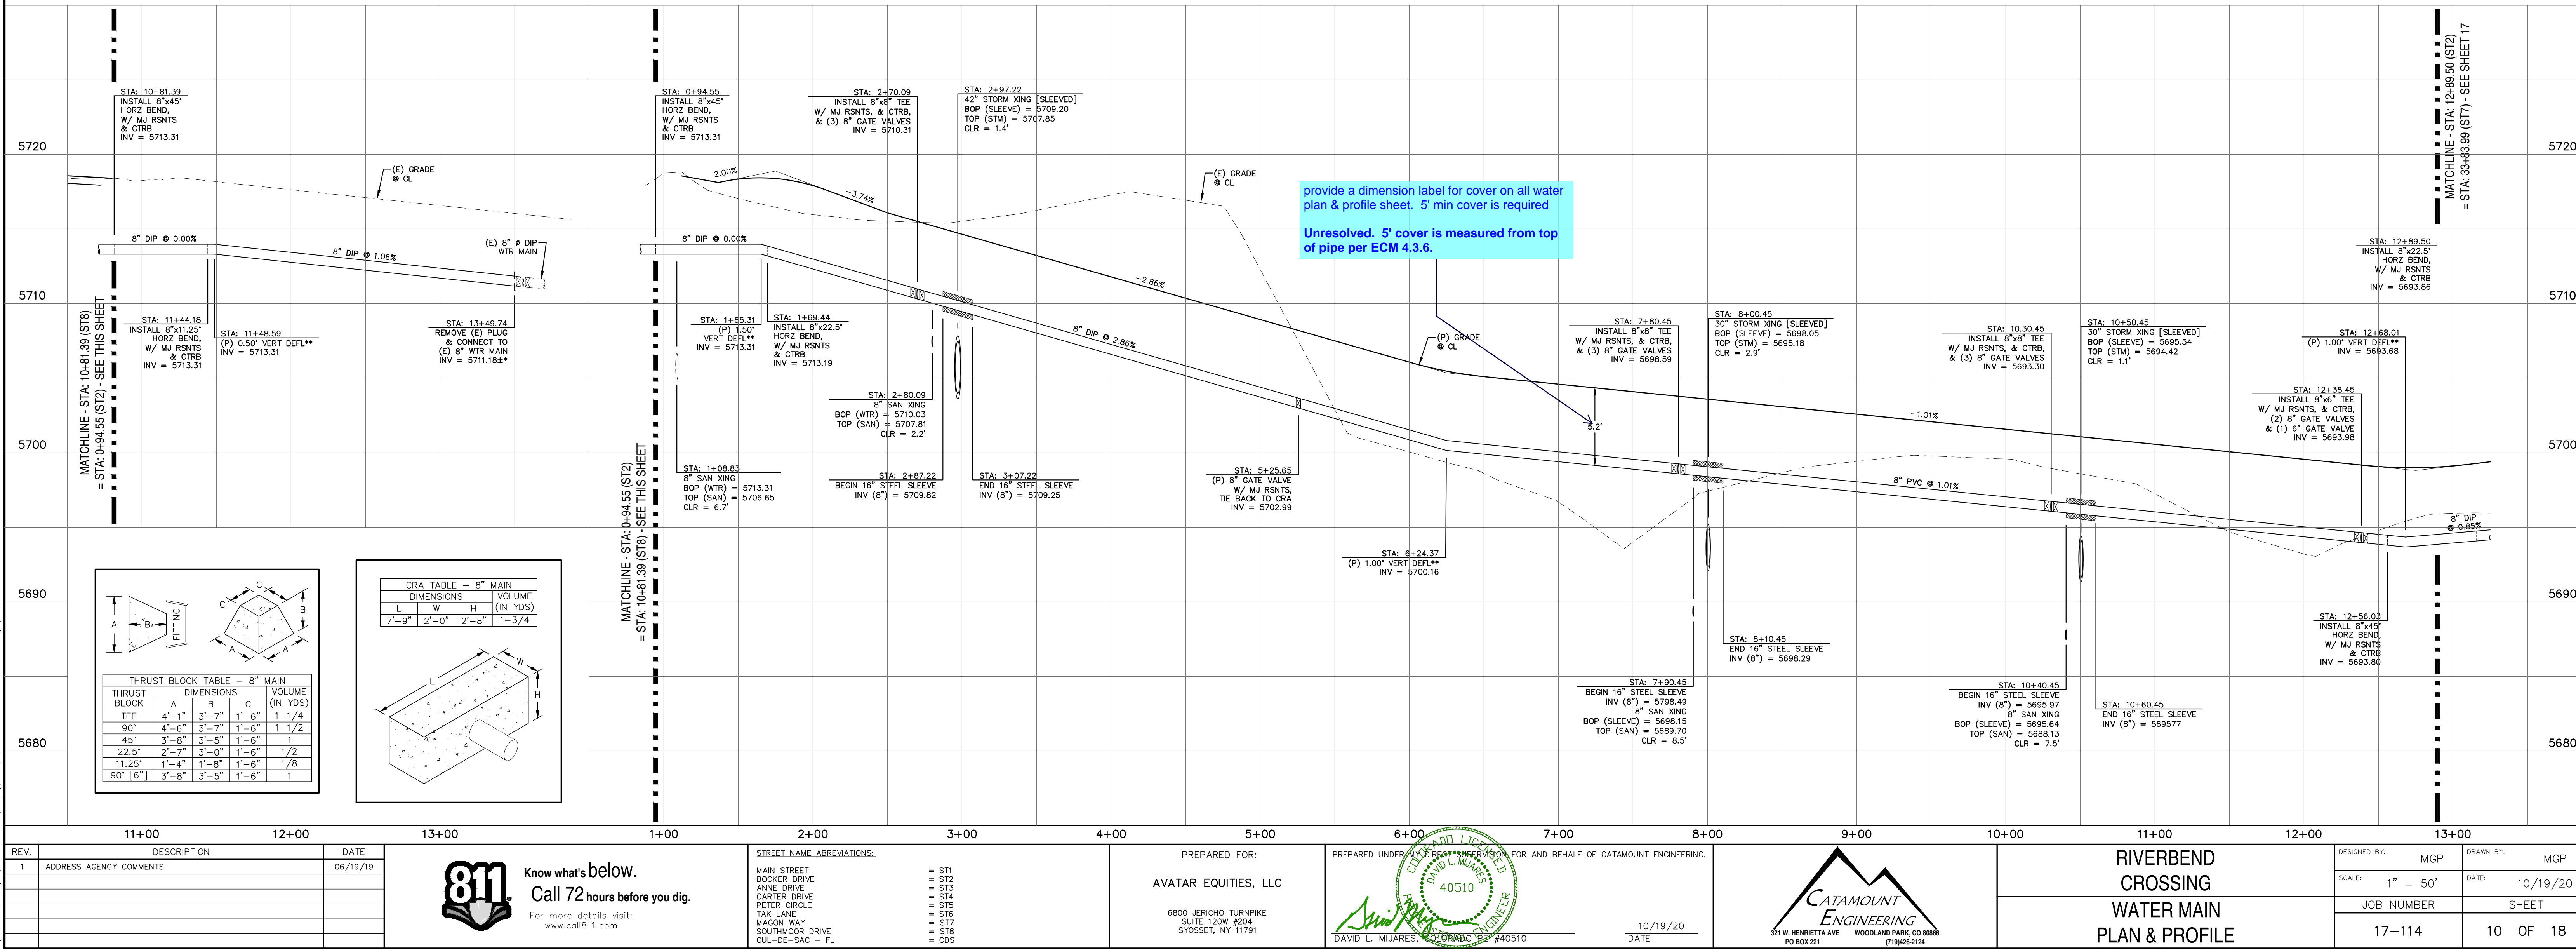 STA: 10+81.39
INSTALL 8"x45°
HORZ BEND,
W/ MJ RSNTS
& CTRB
INV = 5713.31
STA: 0+94.55
INSTALL 8"x45°
HORZ BEND,
W/ MJ RSNTS
& CTRB
INV = 5713.31
STA: 2+70.09
INSTALL 8"x8" TEE
W/ MJ RSNTS, & CTRB,
& (3) 8" GATE VALVES
INV = 5710.31
STA: 2+97.22
42" STORM XING [SLEEVED]
BOP (SLEEVE) = 5709.20
TOP (STM) = 5707.85
CLR = 1.4'
MATCHLINE - STA: 12+89.50 (ST2)
= STA: 33+83.99 (ST7) - SEE SHEET 17
5720
5720
(E) GRADE
@ CL
2.00%
-3.74%
(E) GRADE
@ CL
provide a dimension label for cover on all water
plan & profile sheet. 5' min cover is required
Unresolved. 5' cover is measured from top
of pipe per ECM 4.3.6.
8" DIP @ 0.00%
8" DIP @ 1.06%
(E) 8" ø DIP
WTR MAIN
8" DIP @ 0.00%
-2.86%
8" DIP @ 2.86%
STA: 12+89.50
INSTALL 8"x22.5°
HORZ BEND,
W/ MJ RSNTS
& CTRB
INV = 5693.86
5710
5710
MATCHLINE - STA: 10+81.39 (ST8)
= STA: 0+94.55 (ST2) - SEE THIS SHEET
STA: 11+44.18
INSTALL 8"x11.25°
HORZ BEND,
W/ MJ RSNTS
& CTRB
INV = 5713.31
STA: 11+48.59
(P) 0.50° VERT DEFL**
INV = 5713.31
STA: 13+49.74
REMOVE (E) PLUG
& CONNECT TO
(E) 8" WTR MAIN
INV = 5711.18±*
STA: 1+65.31
(P) 1.50°
VERT DEFL**
INV = 5713.31
STA: 1+69.44
INSTALL 8"x22.5°
HORZ BEND,
W/ MJ RSNTS
& CTRB
INV = 5713.19
(P) GRADE
@ CL
STA: 7+80.45
INSTALL 8"x8" TEE
W/ MJ RSNTS, & CTRB,
& (3) 8" GATE VALVES
INV = 5698.59
STA: 8+00.45
30" STORM XING [SLEEVED]
BOP (SLEEVE) = 5698.05
TOP (STM) = 5695.18
CLR = 2.9'
STA: 10.30.45
INSTALL 8"x8" TEE
W/ MJ RSNTS, & CTRB,
& (3) 8" GATE VALVES
INV = 5693.30
STA: 10+50.45
30" STORM XING [SLEEVED]
BOP (SLEEVE) = 5695.54
TOP (STM) = 5694.42
CLR = 1.1'
STA: 12+68.01
(P) 1.00° VERT DEFL**
INV = 5693.68
STA: 2+80.09
8" SAN XING
BOP (WTR) = 5710.03
TOP (SAN) = 5707.81
CLR = 2.2'
5.2'
-1.01%
STA: 12+38.45
INSTALL 8"x6" TEE
W/ MJ RSNTS, & CTRB,
(2) 8" GATE VALVES
& (1) 6" GATE VALVE
INV = 5693.98
5700
5700
MATCHLINE - STA: 0+94.55 (ST2)
= STA: 10+81.39 (ST8) - SEE THIS SHEET
STA: 1+08.83
8" SAN XING
BOP (WTR) = 5713.31
TOP (SAN) = 5706.65
CLR = 6.7'
STA: 2+87.22
BEGIN 16" STEEL SLEEVE
INV (8") = 5709.82
STA: 3+07.22
END 16" STEEL SLEEVE
INV (8") = 5709.25
STA: 5+25.65
(P) 8" GATE VALVE
W/ MJ RSNTS,
TIE BACK TO CRA
INV = 5702.99
8" PVC @ 1.01%
8" DIP
@ 0.85%
STA: 6+24.37
(P) 1.00° VERT DEFL**
INV = 5700.16
5690
5690
STA: 8+10.45
END 16" STEEL SLEEVE
INV (8") = 5698.29
STA: 12+56.03
INSTALL 8"x45°
HORZ BEND,
W/ MJ RSNTS
& CTRB
INV = 5693.80
STA: 7+90.45
BEGIN 16" STEEL SLEEVE
INV (8") = 5798.49
8" SAN XING
BOP (SLEEVE) = 5698.15
TOP (SAN) = 5689.70
CLR = 8.5'
STA: 10+40.45
BEGIN 16" STEEL SLEEVE
INV (8") = 5695.97
8" SAN XING
BOP (SLEEVE) = 5695.64
TOP (SAN) = 5688.13
CLR = 7.5'
STA: 10+60.45
END 16" STEEL SLEEVE
INV (8") = 569577
5680
5680
A
B
FITTING
C
C
B
A
A
THRUST BLOCK TABLE – 8" MAIN
THRUST BLOCK DIMENSIONS VOLUME (IN YDS)
A B C
TEE 4'-1" 3'-7" 1'-6" 1-1/4
90° 4'-6" 3'-7" 1'-6" 1-1/2
45° 3'-8" 3'-5" 1'-6" 1
22.5° 2'-7" 3'-0" 1'-6" 1/2
11.25° 1'-4" 1'-8" 1'-6" 1/8
90° [6"] 3'-8" 3'-5" 1'-6" 1
CRA TABLE – 8" MAIN
DIMENSIONS VOLUME (IN YDS)
L W H
7'-9" 2'-0" 2'-8" 1-3/4
L
W
H
11+00 12+00 13+00 1+00 2+00 3+00 4+00 5+00 6+00 7+00 8+00 9+00 10+00 11+00 12+00 13+00
REV. DESCRIPTION DATE
1 ADDRESS AGENCY COMMENTS 06/19/19
811
Know what's below.
Call 72 hours before you dig.
For more details visit:
www.call811.com
STREET NAME ABREVIATIONS:
MAIN STREET = ST1
BOOKER DRIVE = ST2
ANNE DRIVE = ST3
CARTER DRIVE = ST4
PETER CIRCLE = ST5
TAK LANE = ST6
MAGON WAY = ST7
SOUTHMOOR DRIVE = ST8
CUL-DE-SAC - FL = CDS
PREPARED FOR:
AVATAR EQUITIES, LLC
6800 JERICHO TURNPIKE
SUITE 120W #204
SYOSSET, NY 11791
PREPARED UNDER MY DIRECT SUPERVISION FOR AND BEHALF OF CATAMOUNT ENGINEERING.
COLORADO LICENSED
DAVID L. MIJARES
40510
PROFESSIONAL ENGINEER
10/19/20
DAVID L. MIJARES, COLORADO PE #40510 DATE
CATAMOUNT
ENGINEERING
321 W. HENRIETTA AVE WOODLAND PARK, CO 80866
PO BOX 221 (719)426-2124
RIVERBEND
CROSSING
WATER MAIN
PLAN & PROFILE
DESIGNED BY: MGP
DRAWN BY: MGP
SCALE: 1" = 50'
DATE: 10/19/20
JOB NUMBER SHEET
17-114 10 OF 18